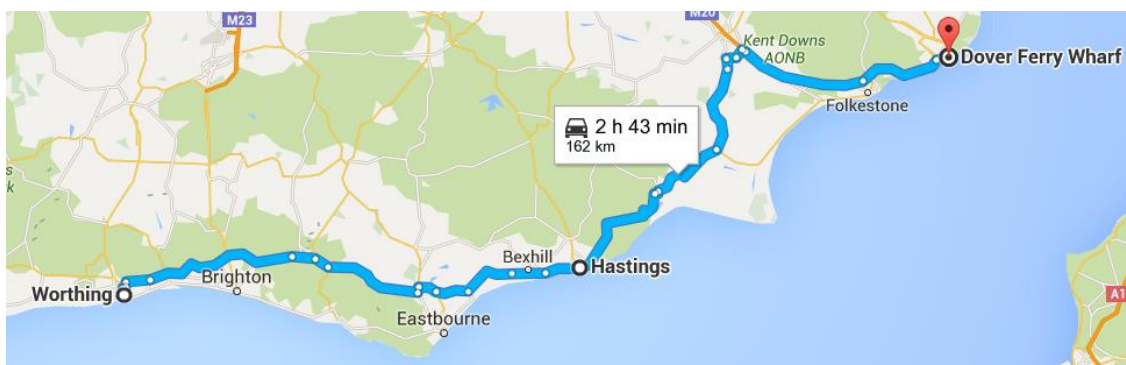 M23
M20
Kent Downs
AONB
Dover Ferry Wharf
Folkestone
2 h 43 min
162 km
Bexhill
Hastings
Brighton
Worthing
Eastbourne
A1